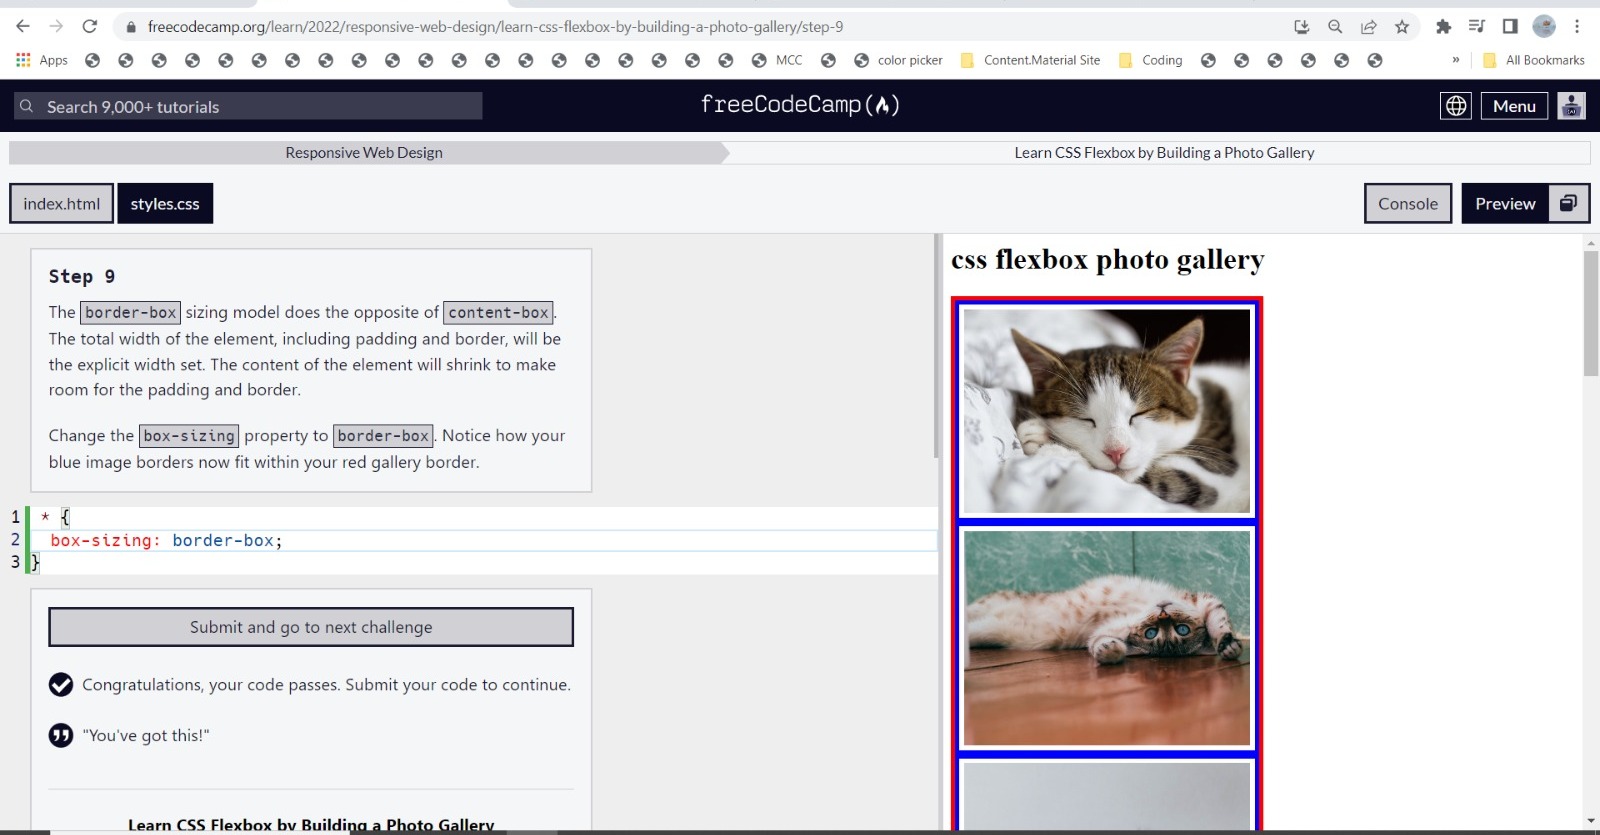 freecodecamp.org/learn/2022/responsive-web-design/learn-css-flexbox-by-building-a-photo-gallery/step-9
Apps MCC color picker Content.Material Site Coding » All Bookmarks
Search 9,000+ tutorials freeCodeCamp Menu
Responsive Web Design Learn CSS Flexbox by Building a Photo Gallery
index.html styles.css Console Preview
Step 9
The border-box sizing model does the opposite of content-box.
The total width of the element, including padding and border, will be
the explicit width set. The content of the element will shrink to make
room for the padding and border.
Change the box-sizing property to border-box. Notice how your
blue image borders now fit within your red gallery border.
1 * {
2 box-sizing: border-box;
3 }
Submit and go to next challenge
Congratulations, your code passes. Submit your code to continue.
"You've got this!"
Learn CSS Flexbox by Building a Photo Gallery
css flexbox photo gallery